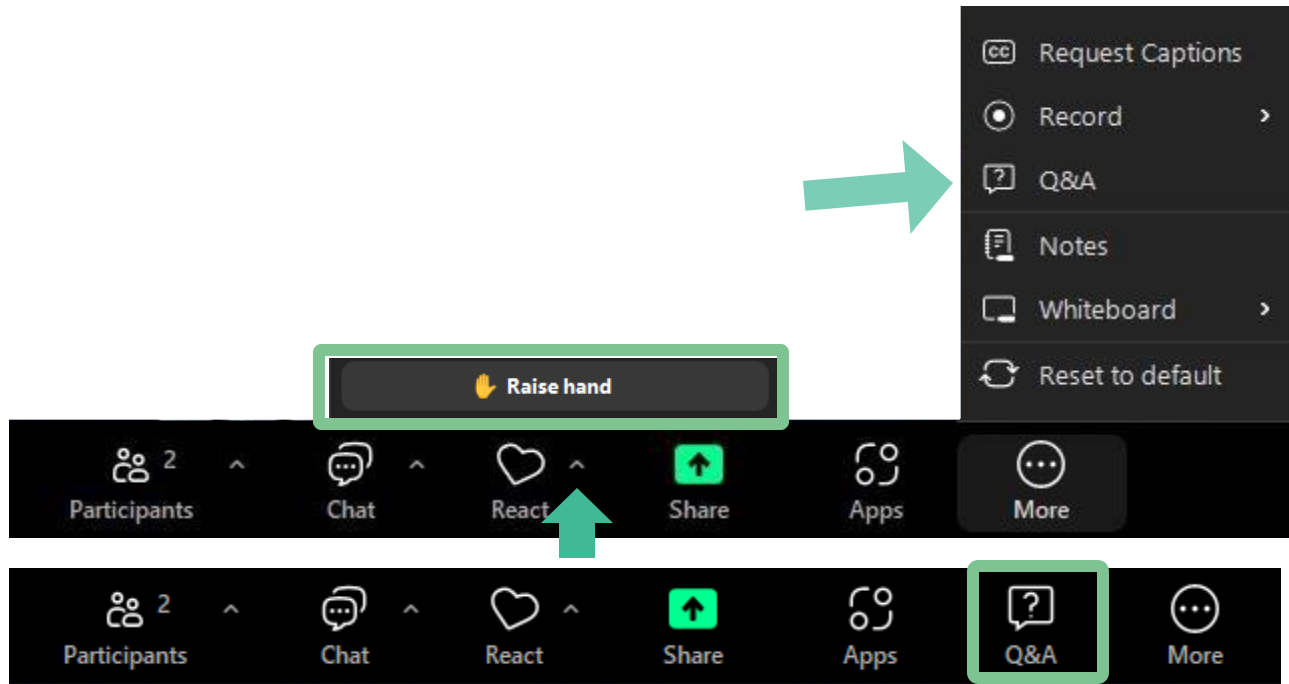 CC Request Captions
Record
Q&A
Notes
Whiteboard
Reset to default
✋ Raise hand
2
Participants Chat React Share Apps More
2
?
Participants Chat React Share Apps Q&A More